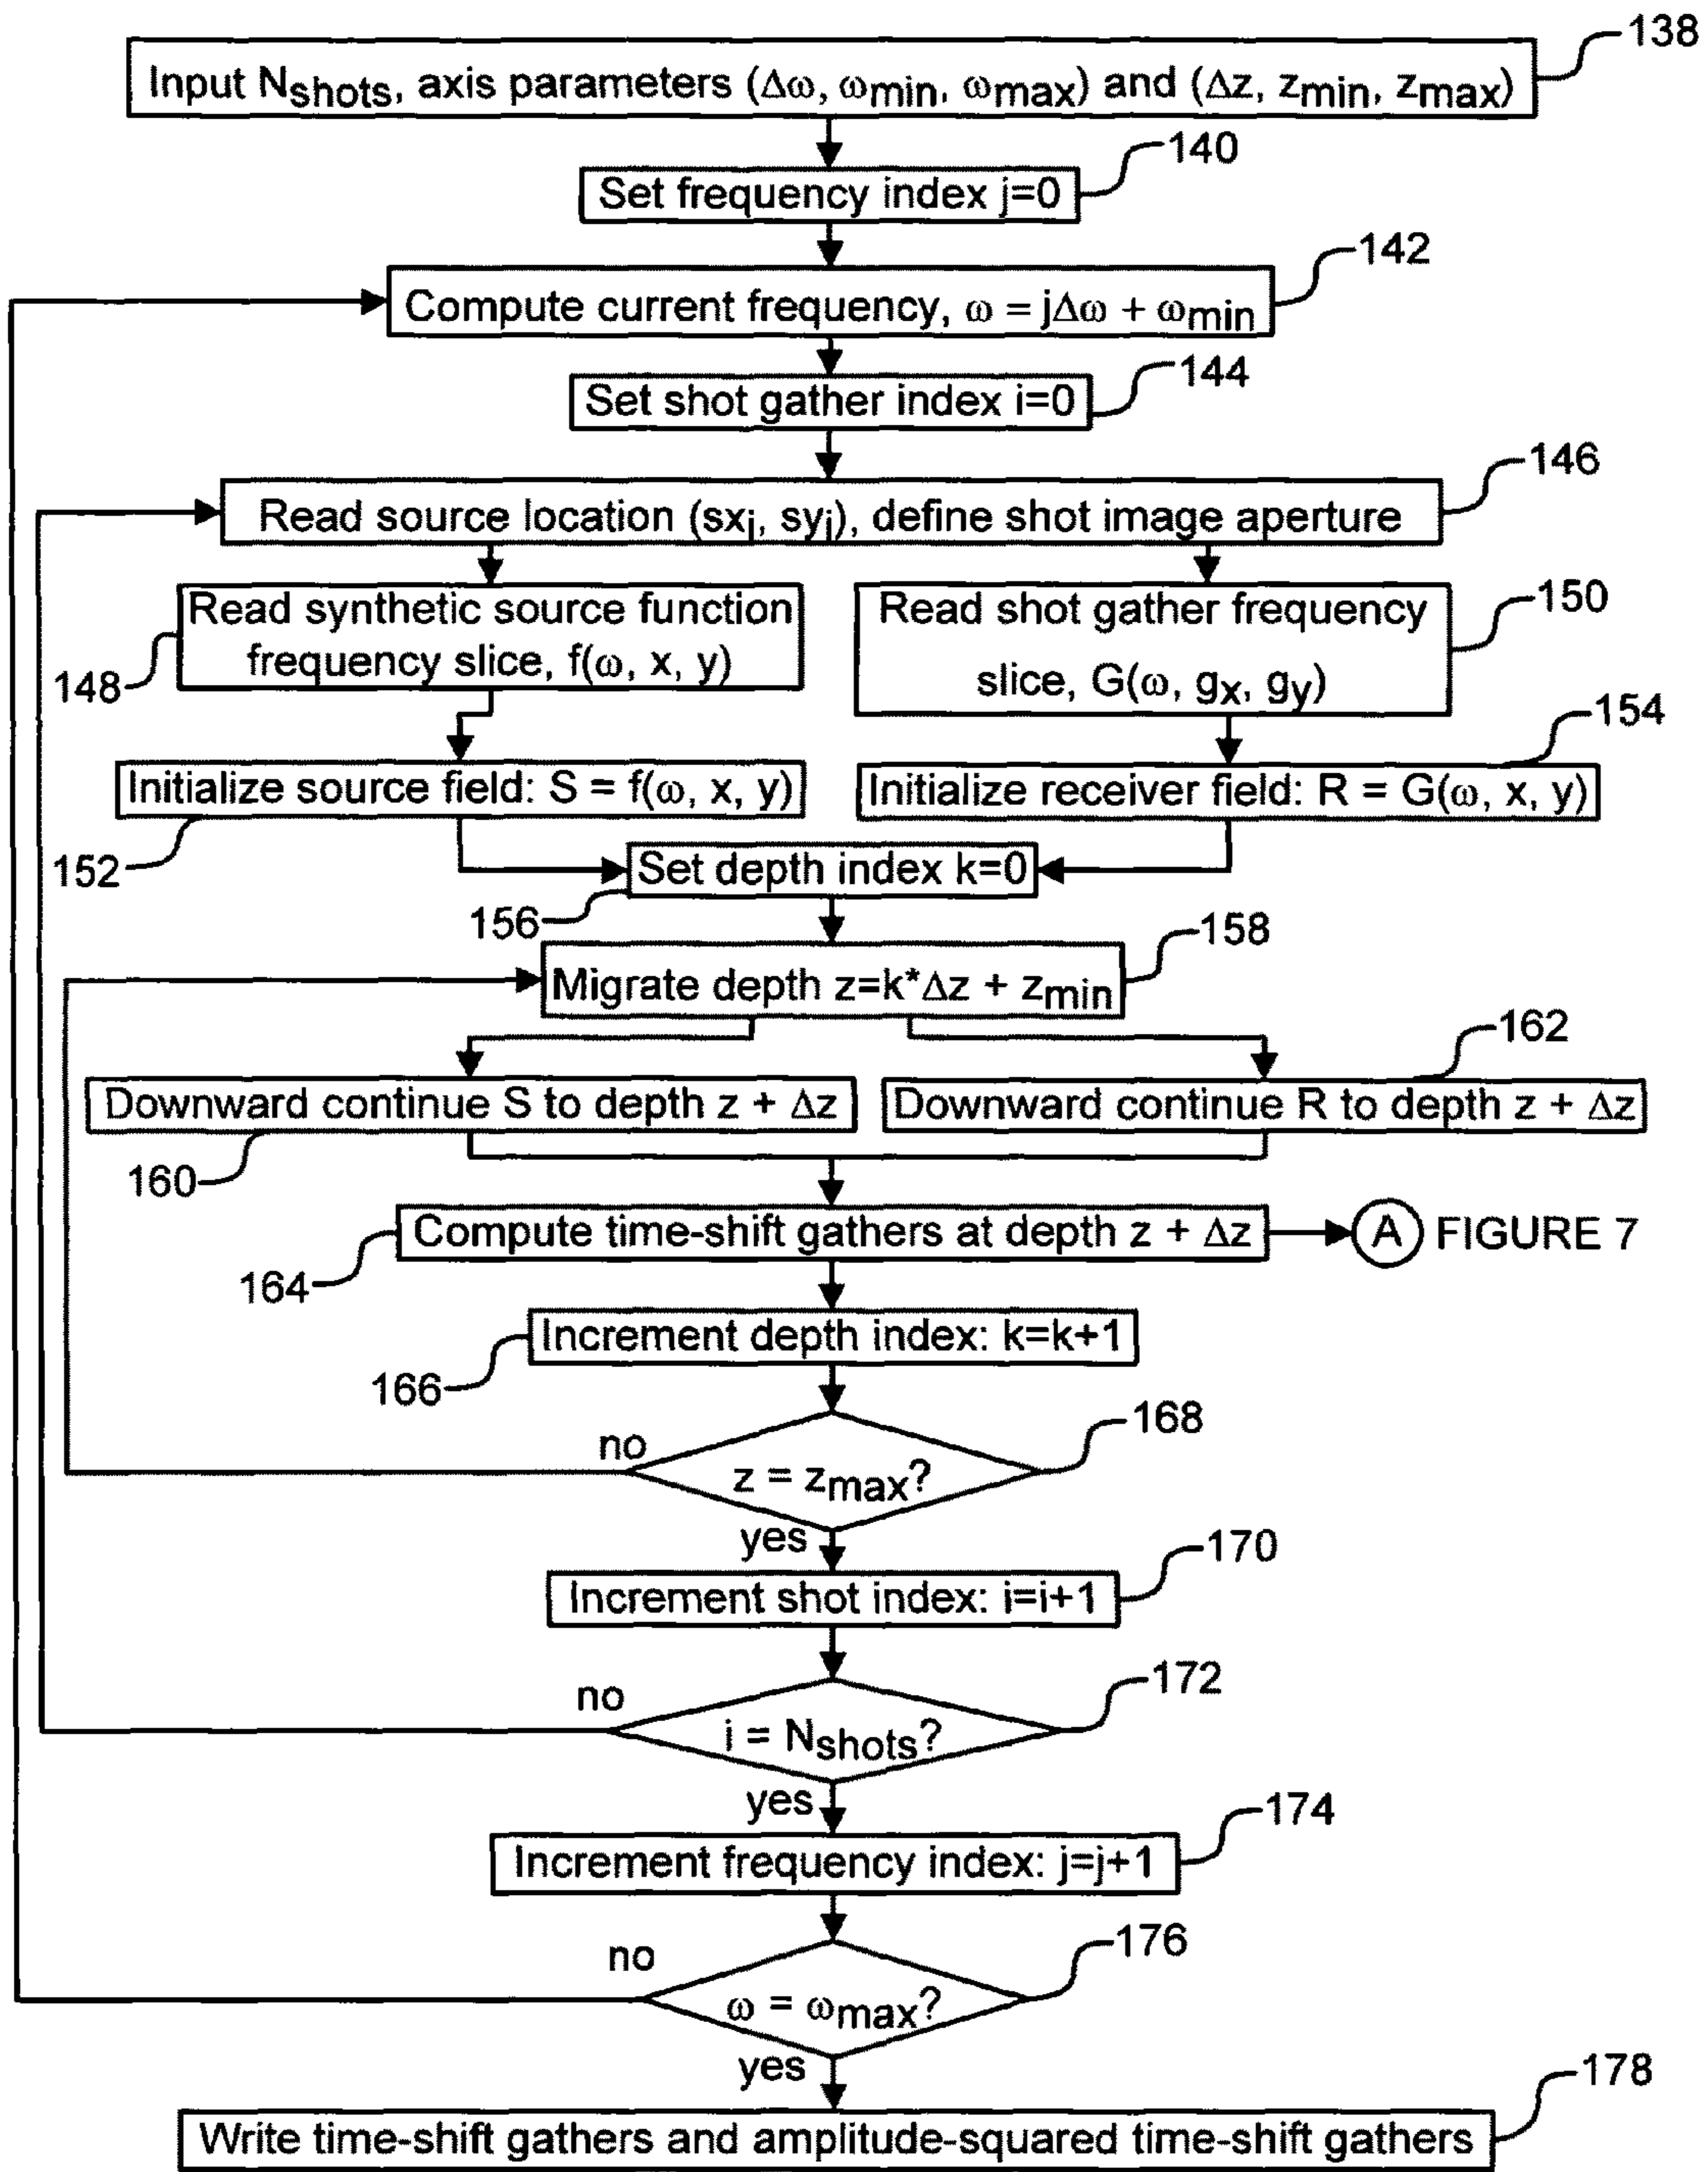 138
Input Nshots, axis parameters (Δω, ωmin, ωmax) and (Δz, zmin, zmax)
140
Set frequency index j=0
142
Compute current frequency, ω = jΔω + ωmin
144
Set shot gather index i=0
146
Read source location (sxi, syi), define shot image aperture
Read synthetic source function
frequency slice, f(ω, x, y)
148
Read shot gather frequency
slice, G(ω, gx, gy)
150
154
Initialize source field: S = f(ω, x, y)
Initialize receiver field: R = G(ω, x, y)
152
Set depth index k=0
156
158
Migrate depth z=k*Δz + zmin
162
Downward continue S to depth z + Δz
Downward continue R to depth z + Δz
160
Compute time-shift gathers at depth z + Δz
A FIGURE 7
164
Increment depth index: k=k+1
166
168
no
z = zmax?
yes
170
Increment shot index: i=i+1
172
no
i = Nshots?
yes
174
Increment frequency index: j=j+1
176
no
ω = ωmax?
yes
178
Write time-shift gathers and amplitude-squared time-shift gathers